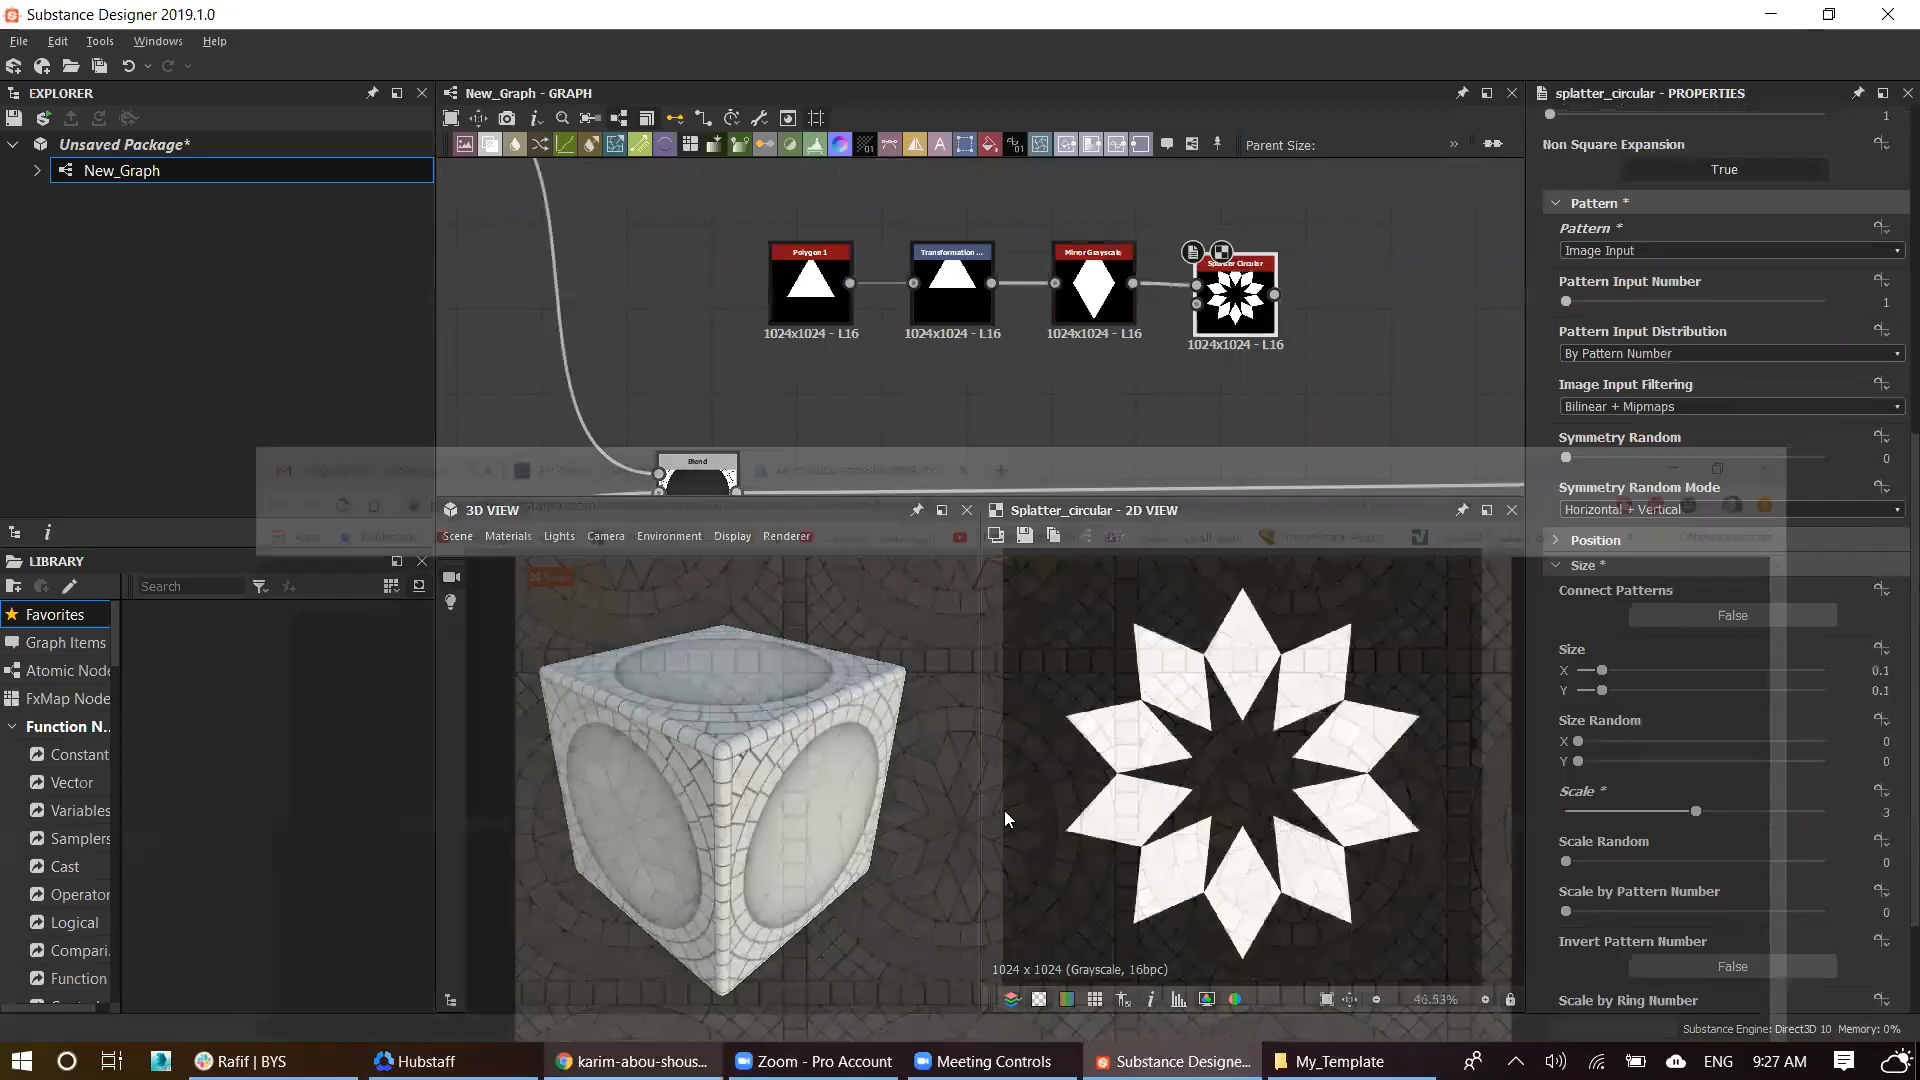 Substance Designer 2019.1.0
File Edit Tools Windows Help
EXPLORER
Unsaved Package*
New_Graph
New_Graph - GRAPH
Parent Size:
Polygon 1
Transformation ...
Mirror Grayscale
Splatter Circular
1024x1024 - L16
1024x1024 - L16
1024x1024 - L16
1024x1024 - L16
Blend
splatter_circular - PROPERTIES
1
Non Square Expansion
True
Pattern *
Pattern *
Image Input
Pattern Input Number
1
Pattern Input Distribution
By Pattern Number
Image Input Filtering
Bilinear + Mipmaps
Symmetry Random
0
Symmetry Random Mode
Horizontal + Vertical
Position
Size *
Connect Patterns
False
Size
X 0.1
Y 0.1
Size Random
X 0
Y 0
Scale *
3
Scale Random
0
Scale by Pattern Number
0
Invert Pattern Number
False
Scale by Ring Number
LIBRARY
Search
Favorites
Graph Items
Atomic Node
FxMap Node
Function N...
Constant
Vector
Variables
Samplers
Cast
Operator
Logical
Compari
Function
3D VIEW
Scene Materials Lights Camera Environment Display Renderer
Splatter_circular - 2D VIEW
1024 x 1024 (Grayscale, 16bpc)
46.53%
Substance Engine: Direct3D 10 Memory: 0%
Rafif | BYS
Hubstaff
karim-abou-shous...
Zoom - Pro Account
Meeting Controls
Substance Designe...
My_Template
ENG
9:27 AM